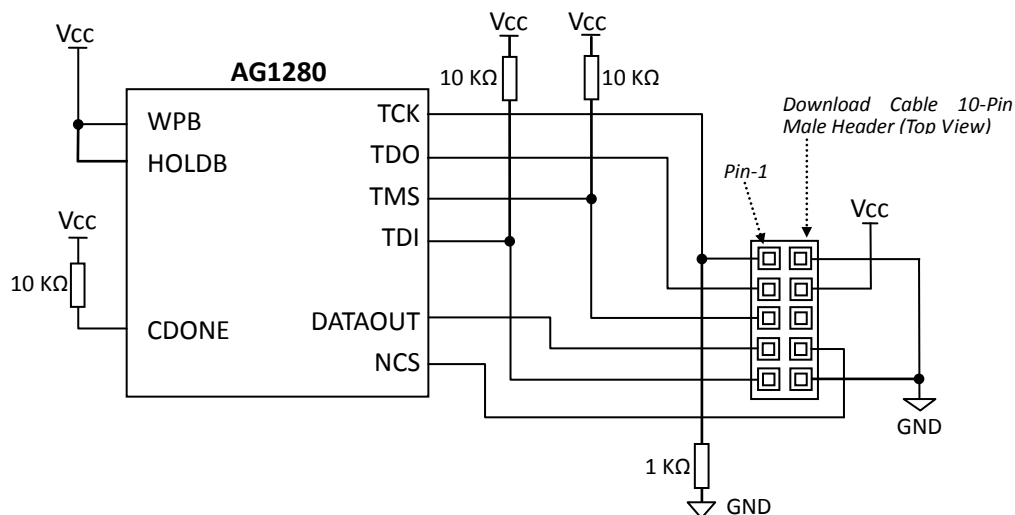 Vcc
Vcc
Vcc
AG1280
10 KΩ
10 KΩ
WPB
TCK
Download Cable 10-Pin
Male Header (Top View)
HOLDB
TDO
Pin-1
TMS
Vcc
Vcc
TDI
10 KΩ
CDONE
DATAOUT
NCS
GND
1 KΩ
GND